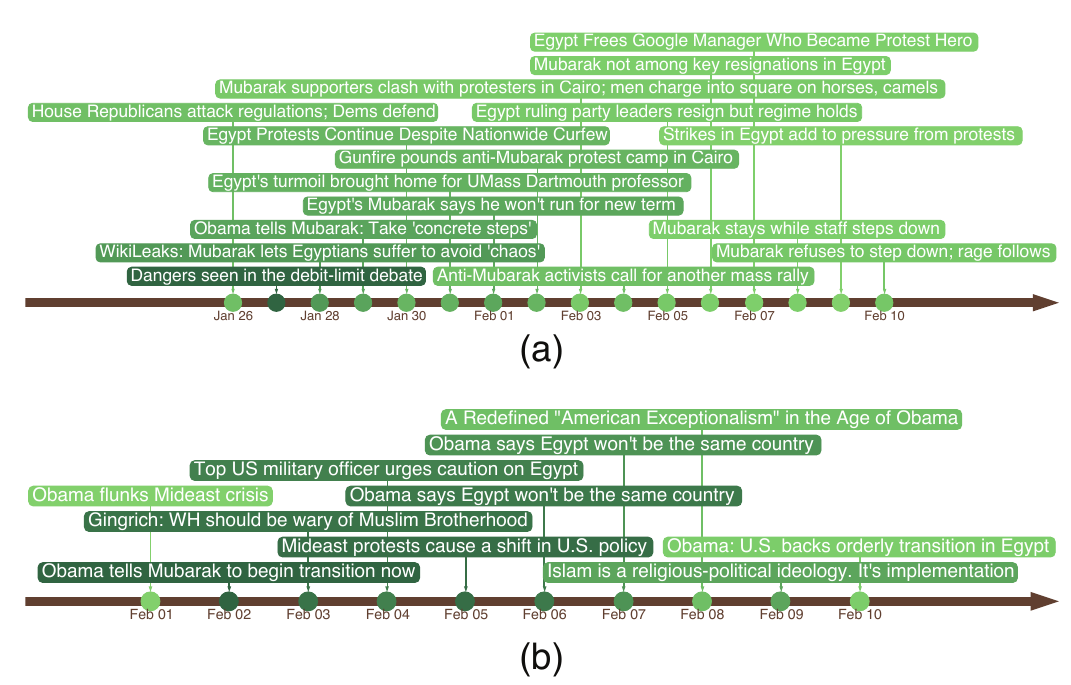 Egypt Frees Google Manager Who Became Protest Hero
Mubarak not among key resignations in Egypt
Mubarak supporters clash with protesters in Cairo; men charge into square on horses, camels
House Republicans attack regulations; Dems defend
Egypt ruling party leaders resign but regime holds
Egypt Protests Continue Despite Nationwide Curfew
Strikes in Egypt add to pressure from protests
Gunfire pounds anti-Mubarak protest camp in Cairo
Egypt's turmoil brought home for UMass Dartmouth professor
Egypt's Mubarak says he won't run for new term
Obama tells Mubarak: Take 'concrete steps'
Mubarak stays while staff steps down
WikiLeaks: Mubarak lets Egyptians suffer to avoid 'chaos'
Mubarak refuses to step down; rage follows
Dangers seen in the debit-limit debate
Anti-Mubarak activists call for another mass rally
Jan 26 Jan 28 Jan 30 Feb 01 Feb 03 Feb 05 Feb 07 Feb 10
(a)
A Redefined "American Exceptionalism" in the Age of Obama
Obama says Egypt won't be the same country
Top US military officer urges caution on Egypt
Obama flunks Mideast crisis
Obama says Egypt won't be the same country
Gingrich: WH should be wary of Muslim Brotherhood
Mideast protests cause a shift in U.S. policy
Obama: U.S. backs orderly transition in Egypt
Obama tells Mubarak to begin transition now
Islam is a religious-political ideology. It's implementation
Feb 01 Feb 02 Feb 03 Feb 04 Feb 05 Feb 06 Feb 07 Feb 08 Feb 09 Feb 10
(b)